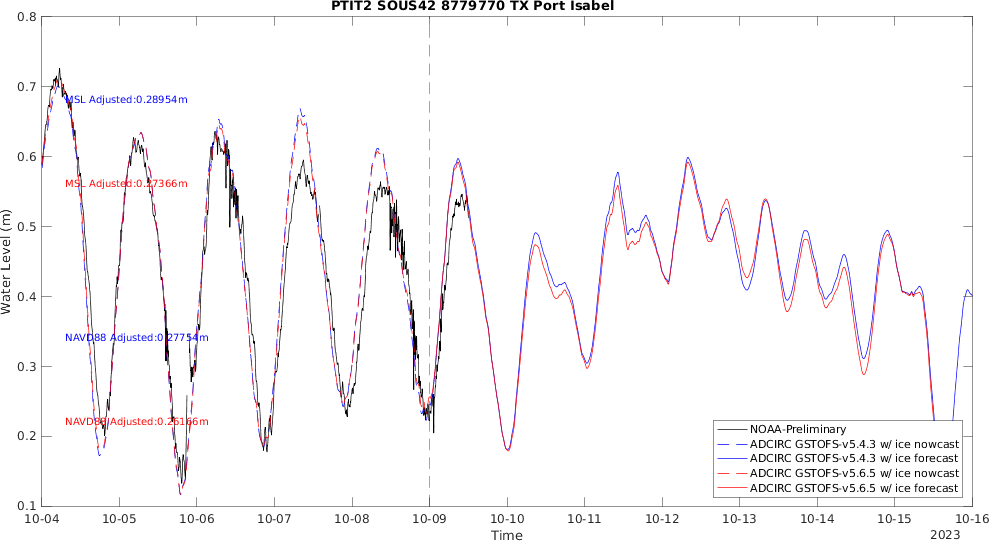 PTIT2 SOUS42 8779770 TX Port Isabel
0.8
0.7
0.6
0.5
0.4
0.3
0.2
0.1
Water Level (m)
MSL Adjusted:0.28954m
MSL Adjusted:0.27366m
NAVD88 Adjusted:0.27754m
NAVD88 Adjusted:0.26166m
NOAA-Preliminary
ADCIRC GSTOFS-v5.4.3 w/ ice nowcast
ADCIRC GSTOFS-v5.4.3 w/ ice forecast
ADCIRC GSTOFS-v5.6.5 w/ ice nowcast
ADCIRC GSTOFS-v5.6.5 w/ ice forecast
10-04 10-05 10-06 10-07 10-08 10-09 10-10 10-11 10-12 10-13 10-14 10-15 10-16
Time
2023